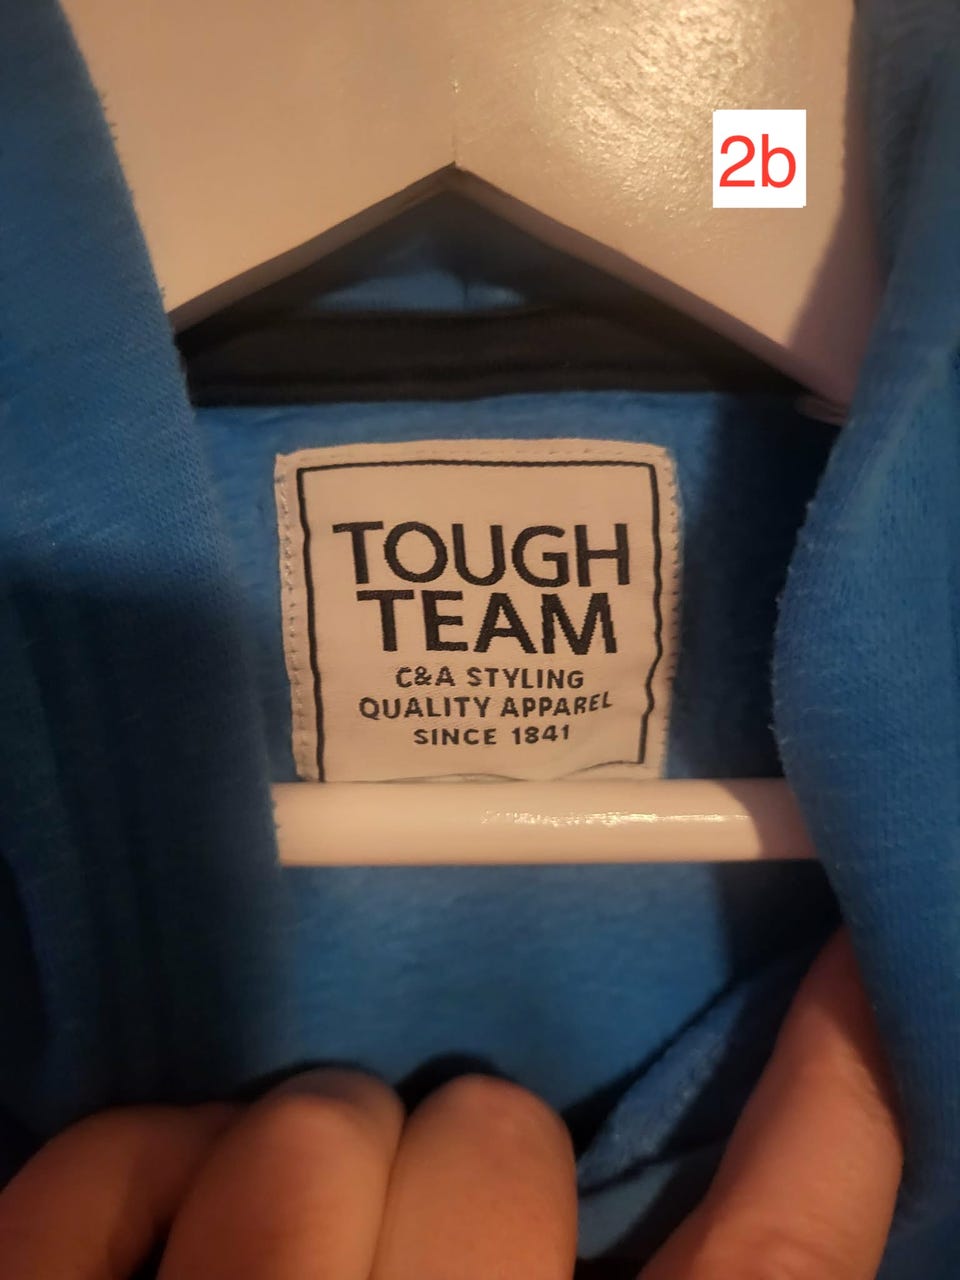 2b
TOUGH
TEAM
C&A STYLING
QUALITY APPAREL
SINCE 1841